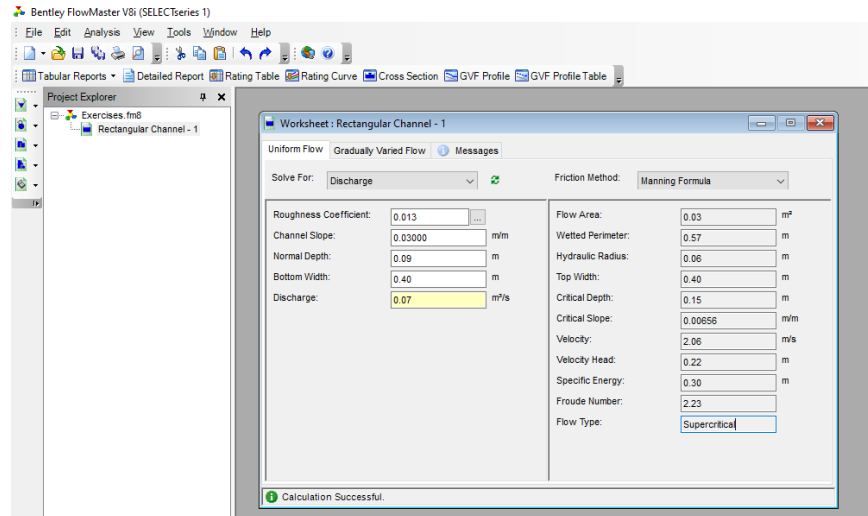 Bentley FlowMaster V8i (SELECTseries 1)
File Edit Analysis View Tools Window Help
Tabular Reports Detailed Report Rating Table Rating Curve Cross Section GVF Profile GVF Profile Table
Project Explorer
Exercises.fm8
Rectangular Channel - 1
Worksheet : Rectangular Channel - 1
Uniform Flow Gradually Varied Flow Messages
Solve For: Discharge Friction Method: Manning Formula
Roughness Coefficient: 0.013 ...
Channel Slope: 0.03000 m/m
Normal Depth: 0.09 m
Bottom Width: 0.40 m
Discharge: 0.07 m³/s
Flow Area: 0.03 m²
Wetted Perimeter: 0.57 m
Hydraulic Radius: 0.06 m
Top Width: 0.40 m
Critical Depth: 0.15 m
Critical Slope: 0.00656 m/m
Velocity: 2.06 m/s
Velocity Head: 0.22 m
Specific Energy: 0.30 m
Froude Number: 2.23
Flow Type: Supercritical
Calculation Successful.